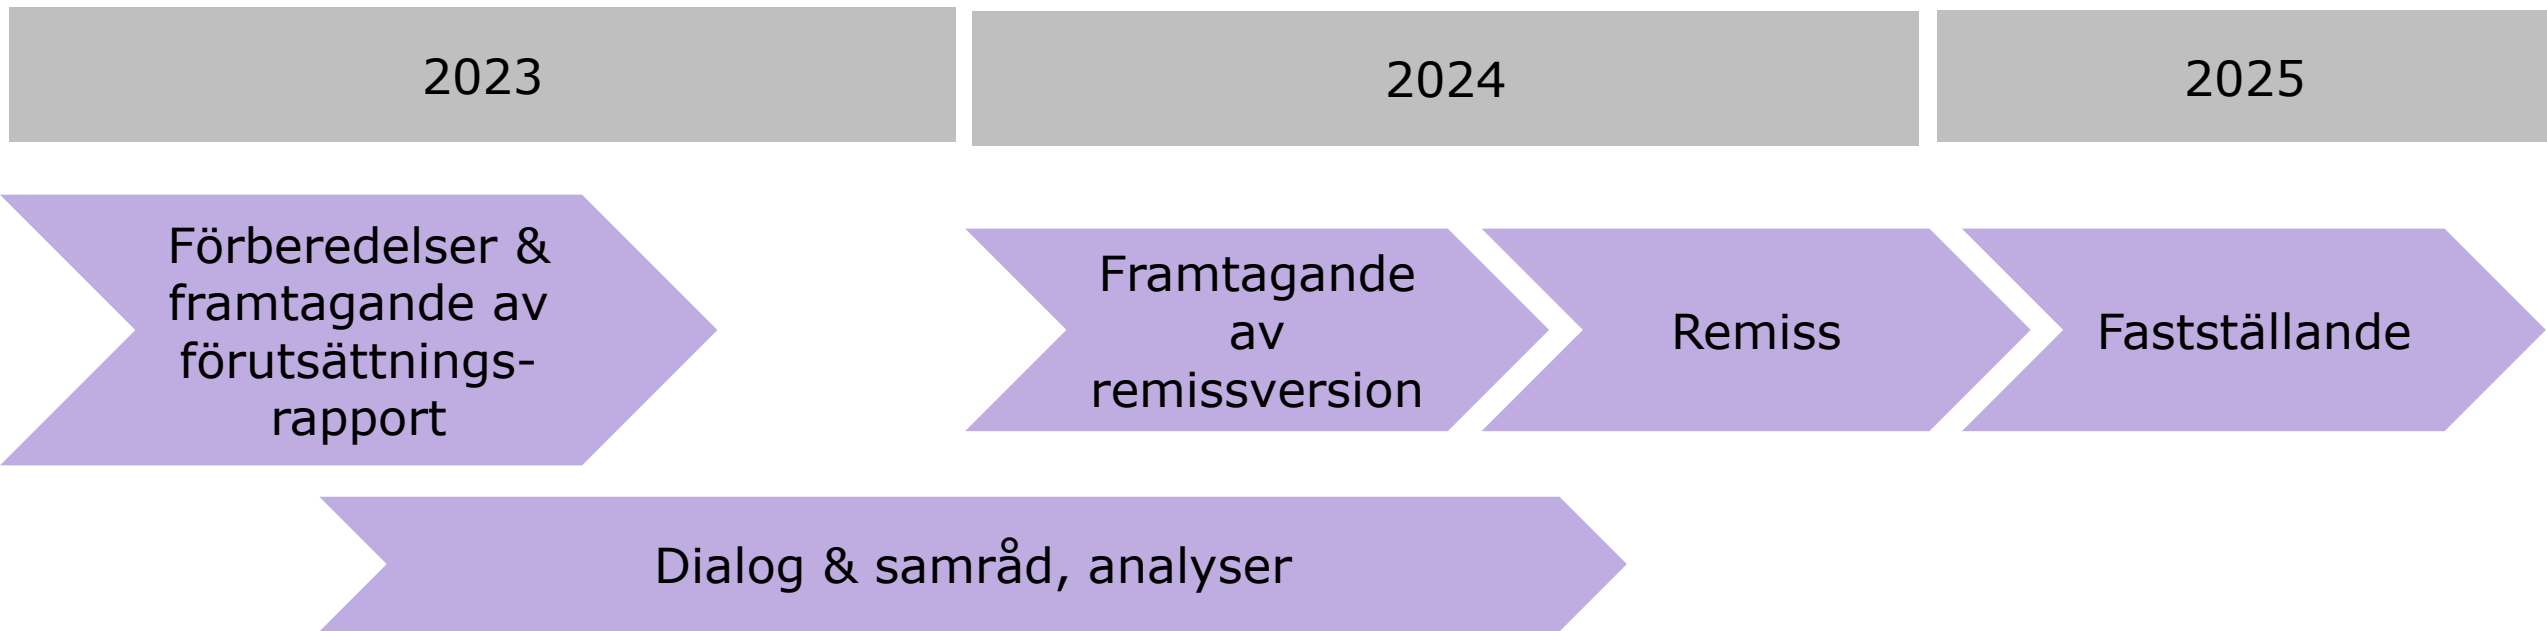 2023
2024
2025
Förberedelser &
framtagande av
förutsättnings-
rapport
Framtagande
av
remissversion
Remiss
Fastställande
Dialog & samråd, analyser